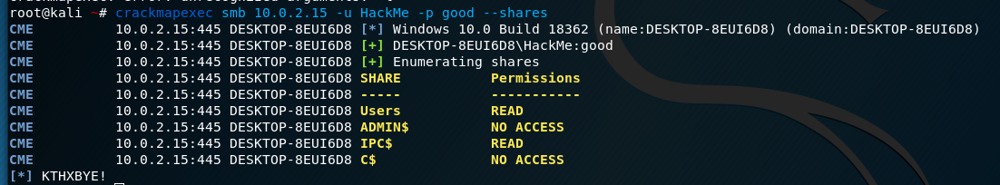 root@kali ~# crackmapexec smb 10.0.2.15 -u HackMe -p good --shares
CME 10.0.2.15:445 DESKTOP-8EUI6D8 [*] Windows 10.0 Build 18362 (name:DESKTOP-8EUI6D8) (domain:DESKTOP-8EUI6D8)
CME 10.0.2.15:445 DESKTOP-8EUI6D8 [+] DESKTOP-8EUI6D8\HackMe:good
CME 10.0.2.15:445 DESKTOP-8EUI6D8 [+] Enumerating shares
CME 10.0.2.15:445 DESKTOP-8EUI6D8 SHARE Permissions
CME 10.0.2.15:445 DESKTOP-8EUI6D8 ----- -----------
CME 10.0.2.15:445 DESKTOP-8EUI6D8 Users READ
CME 10.0.2.15:445 DESKTOP-8EUI6D8 ADMIN$ NO ACCESS
CME 10.0.2.15:445 DESKTOP-8EUI6D8 IPC$ READ
CME 10.0.2.15:445 DESKTOP-8EUI6D8 C$ NO ACCESS
[*] KTHXBYE!